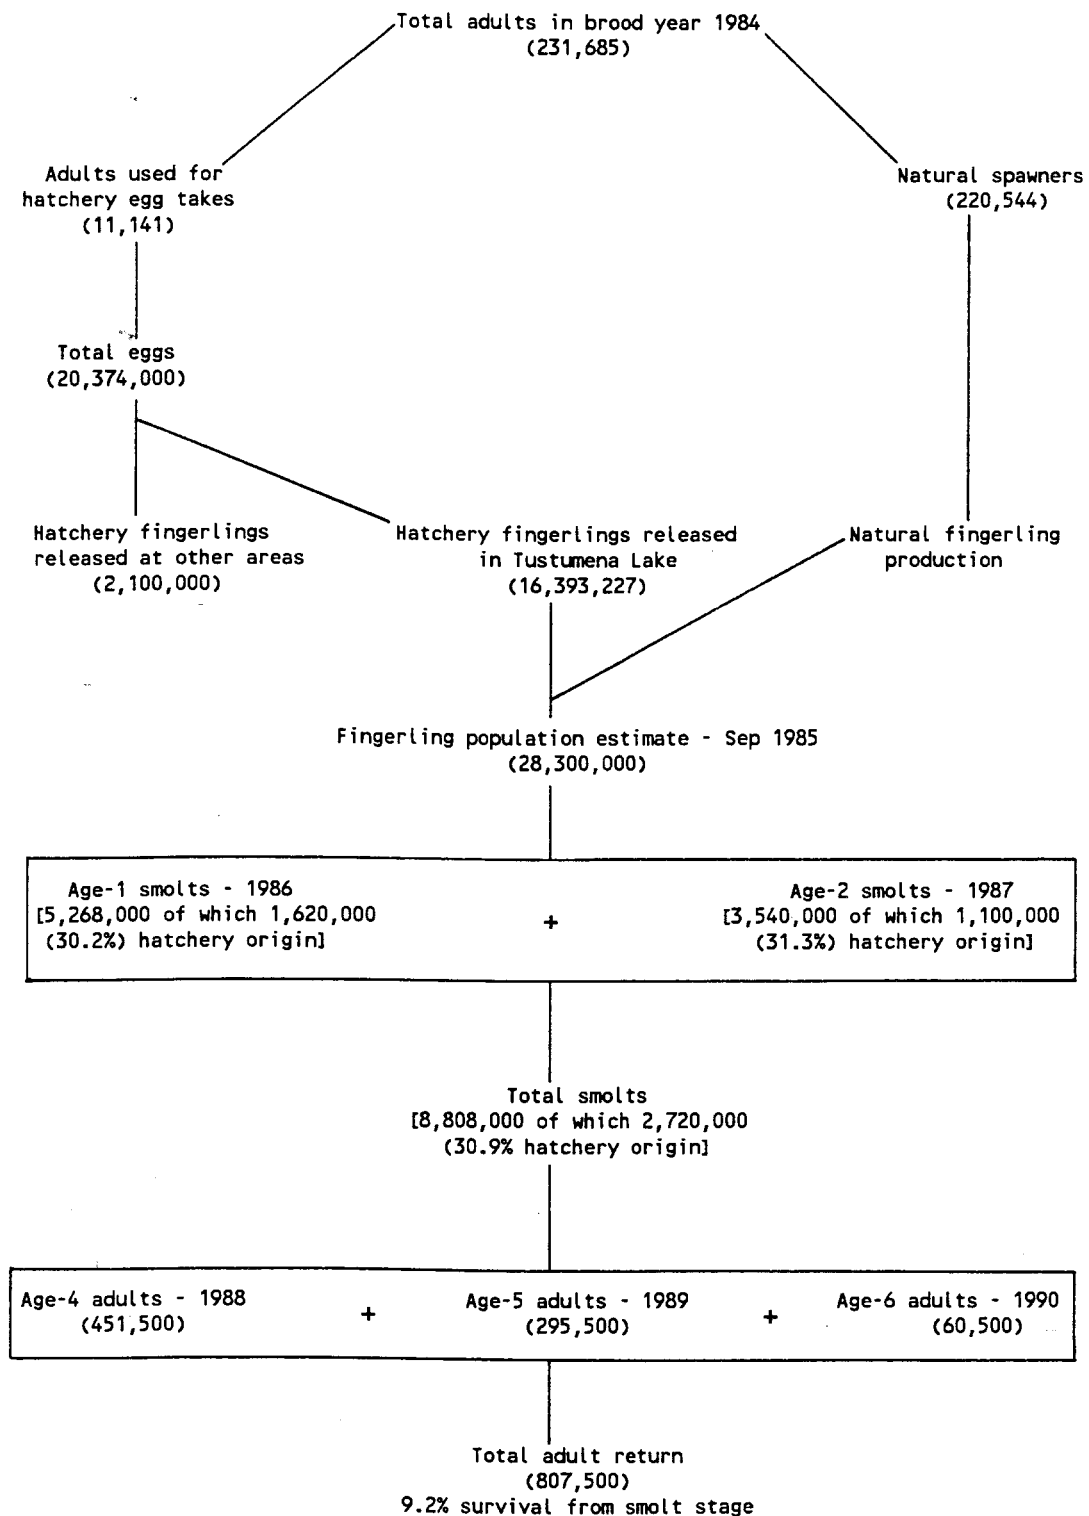 Total adults in brood year 1984
(231,685)
Adults used for
hatchery egg takes
(11,141)
Natural spawners
(220,544)
Total eggs
(20,374,000)
Hatchery fingerlings
released at other areas
(2,100,000)
Hatchery fingerlings released
in Tustumena Lake
(16,393,227)
Natural fingerling
production
Fingerling population estimate - Sep 1985
(28,300,000)
Age-1 smolts - 1986
[5,268,000 of which 1,620,000
(30.2%) hatchery origin]
+
Age-2 smolts - 1987
[3,540,000 of which 1,100,000
(31.3%) hatchery origin]
Total smolts
[8,808,000 of which 2,720,000
(30.9% hatchery origin]
Age-4 adults - 1988
(451,500)
+
Age-5 adults - 1989
(295,500)
+
Age-6 adults - 1990
(60,500)
Total adult return
(807,500)
9.2% survival from smolt stage